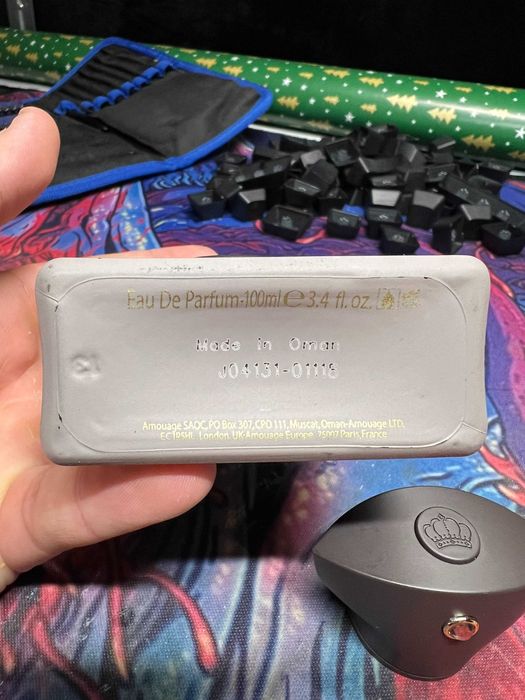 Eau De Parfum-100ml ℮ 3.4 fl. oz.
Made in Oman
J04131-01118
Amouage SAOC, PO Box 307, CPO 111, Muscat, Oman-Amouage LTD.
EC1R5HL London, UK-Amouage Europe, 75007 Paris, France